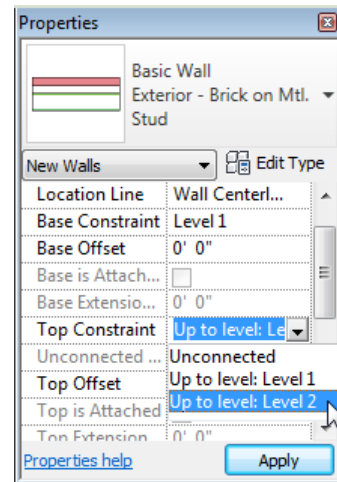 Properties
Basic Wall
Exterior - Brick on Mtl.
Stud
New Walls Edit Type
Location Line Wall Centerl...
Base Constraint Level 1
Base Offset 0' 0"
Base is Attach...
Base Extensio... 0' 0"
Top Constraint Up to level: Le
Unconnected ... Unconnected
Top Offset Up to level: Level 1
Top is Attached Up to level: Level 2
Top Extension 0' 0"
Properties help Apply